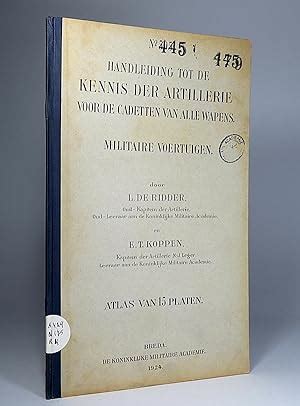 445
475
HANDLEIDING TOT DE
KENNIS DER ARTILLERIE
VOOR DE CADETTEN VAN ALLE WAPENS.
MILITAIRE VOERTUIGEN.
door
L. DE RIDDER,
Oud-Kapitein der Artillerie,
Oud-Leeraar aan de Koninklijke Militaire Academie.
en
E. T. KOPPEN,
Kapitein der Artillerie N.I. Leger
Leeraar aan de Koninklijke Militaire Academie.
ATLAS VAN 15 PLATEN.
BREDA.
DE KONINKLIJKE MILITAIRE ACADEMIE.
1924.